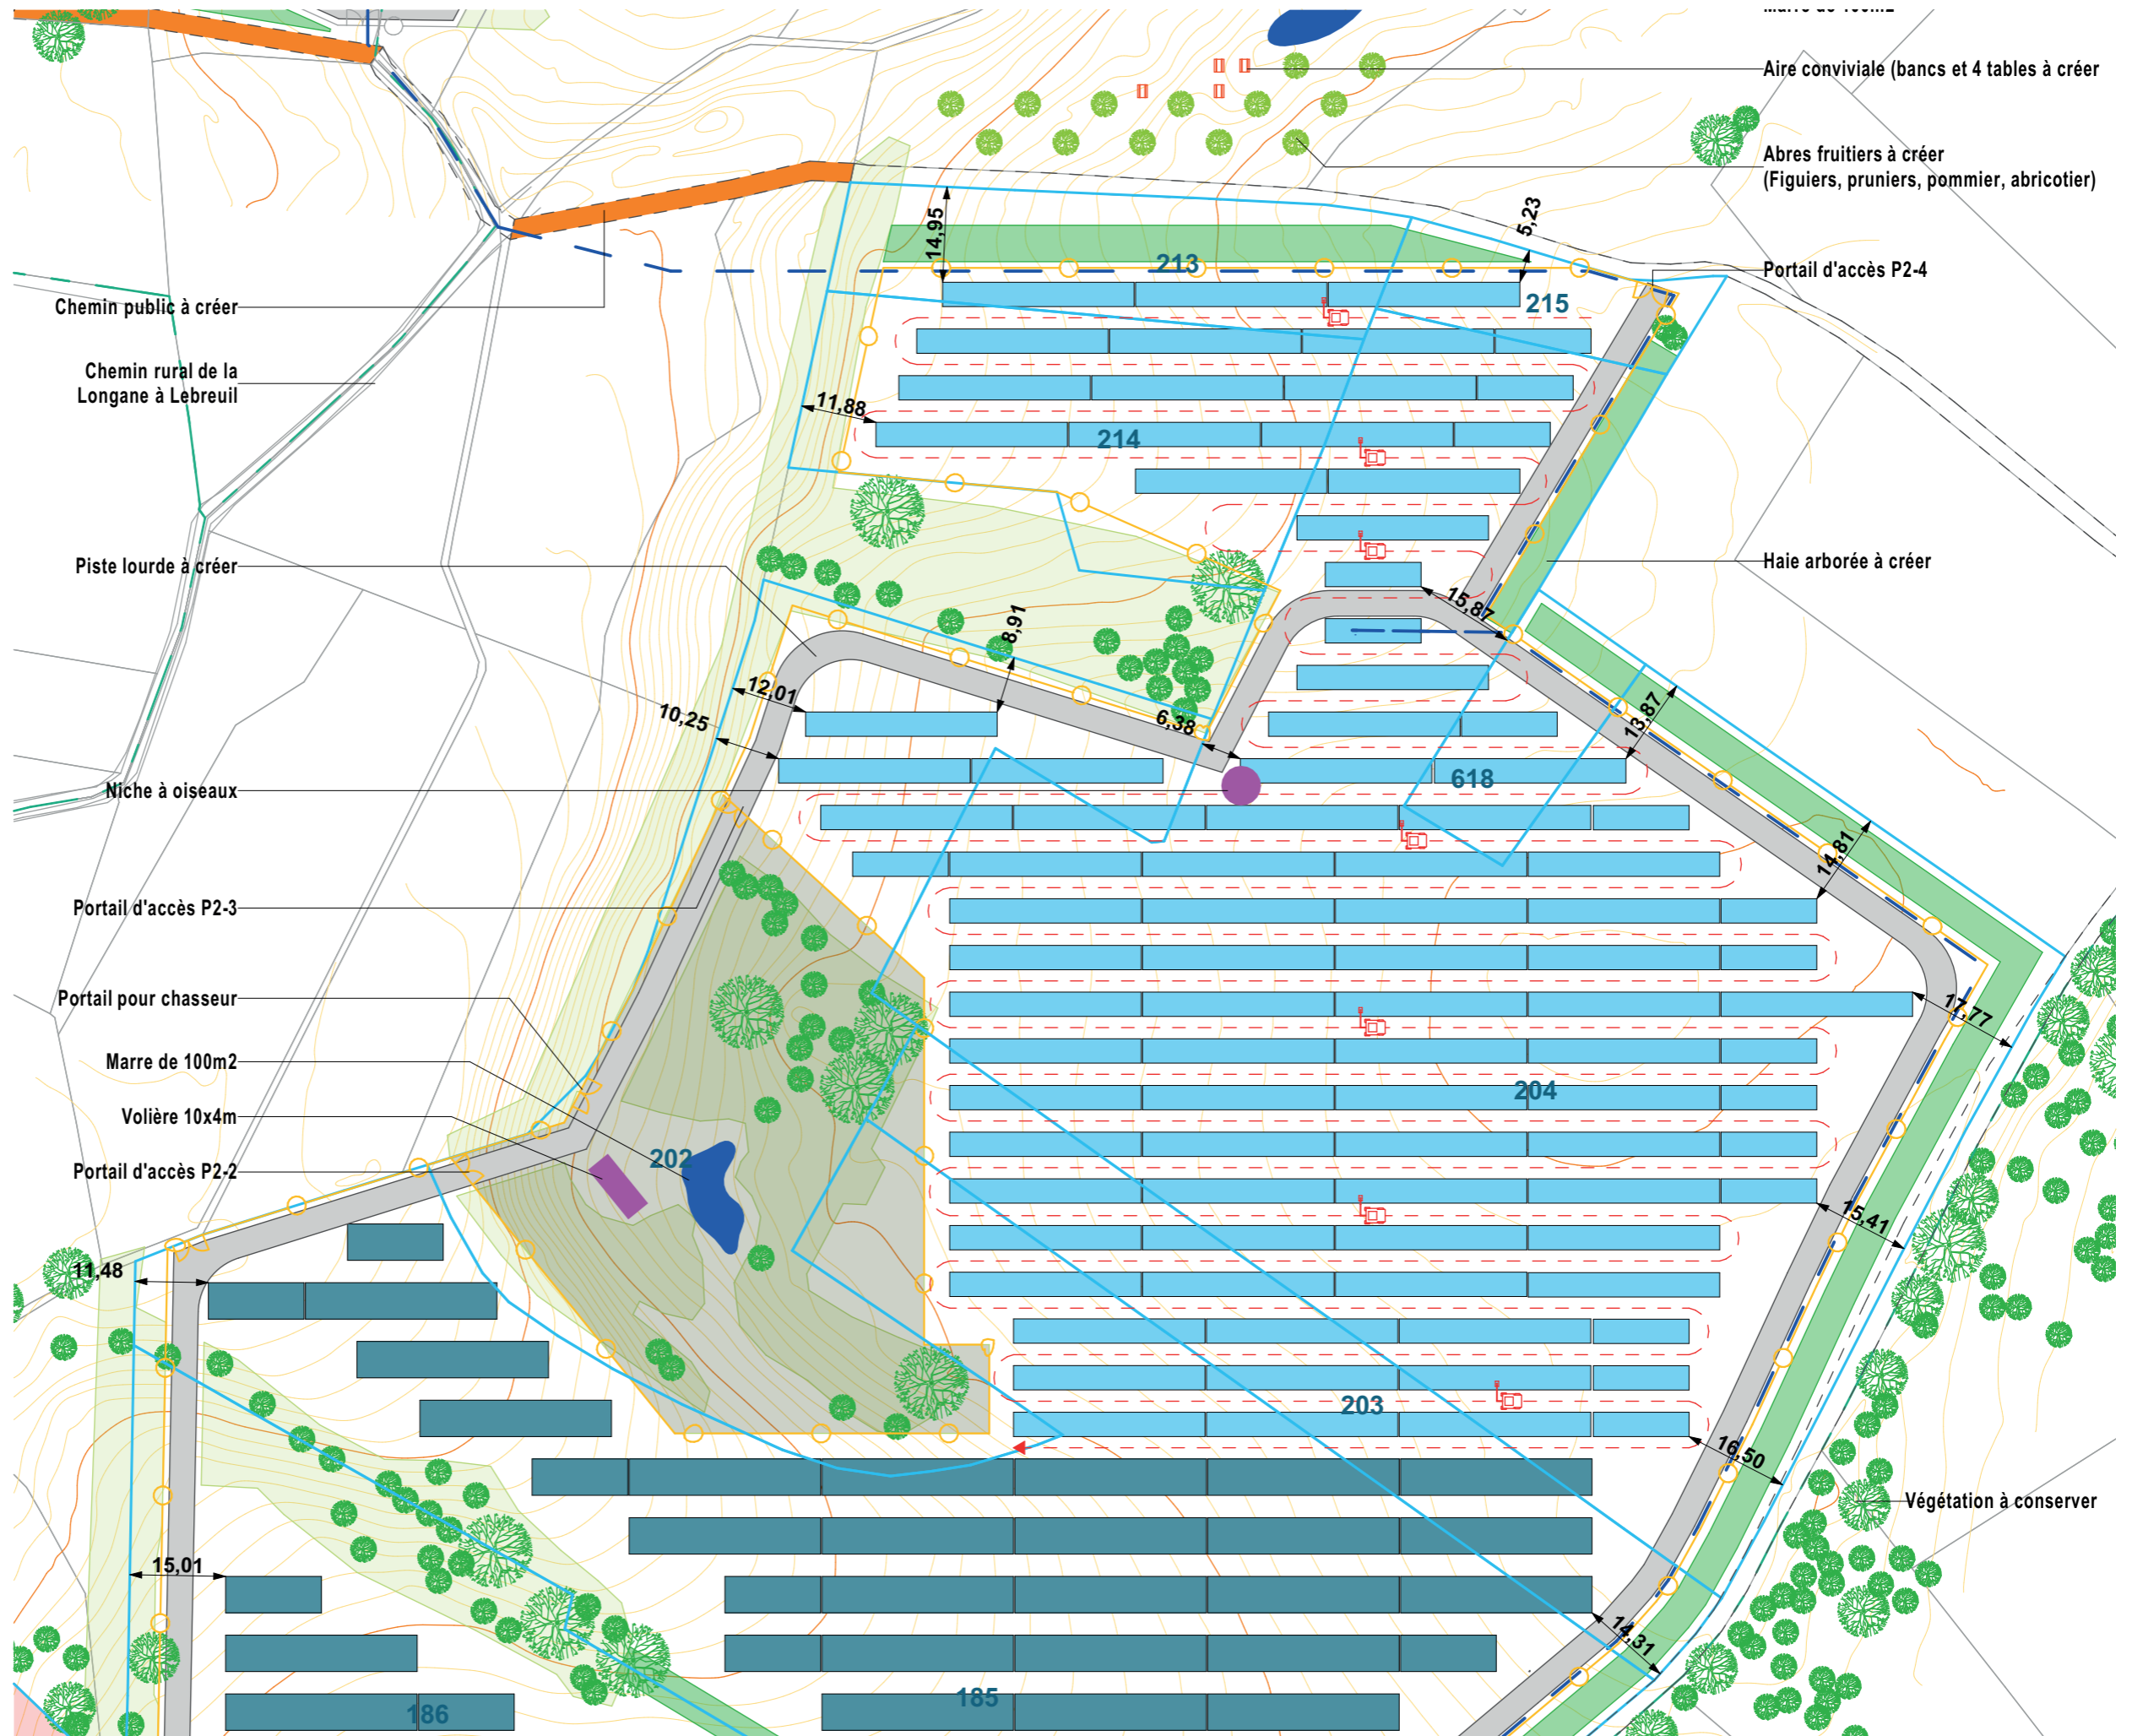 Aire conviviale (bancs et 4 tables à créer
Abres fruitiers à créer
(Figuiers, pruniers, pommier, abricotier)
14,95
5,23
213
Portail d'accès P2-4
215
Chemin public à créer
Chemin rural de la
Longane à Lebreuil
11,88
214
Piste lourde à créer
Haie arborée à créer
15,87
8,91
12,01
10,25
6,38
13,87
618
Niche à oiseaux
14,81
Portail d'accès P2-3
Portail pour chasseur
17,77
Marre de 100m2
204
Volière 10x4m
202
Portail d'accès P2-2
15,41
11,48
203
16,50
Végétation à conserver
15,01
14,31
185
186